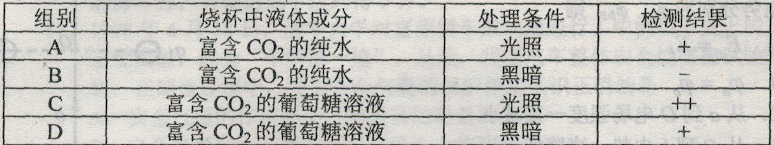 组别 烧杯中液体成分 处理条件 检测结果
A 富含CO₂的纯水 光照 +
B 富含CO₂的纯水 黑暗 —
C 富含CO₂的葡萄糖溶液 光照 ++
D 富含CO₂的葡萄糖溶液 黑暗 +